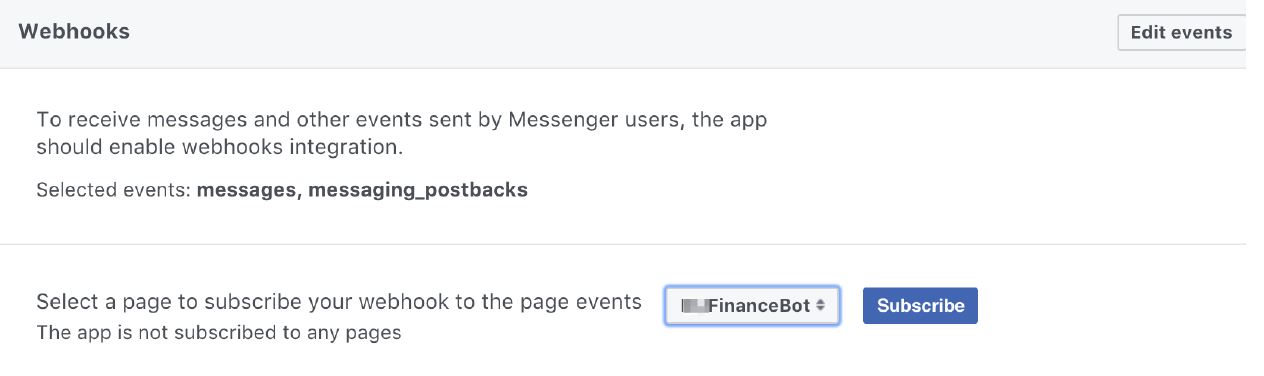 Webhooks
Edit events
To receive messages and other events sent by Messenger users, the app
should enable webhooks integration.
Selected events: messages, messaging_postbacks
Select a page to subscribe your webhook to the page events
FinanceBot
Subscribe
The app is not subscribed to any pages